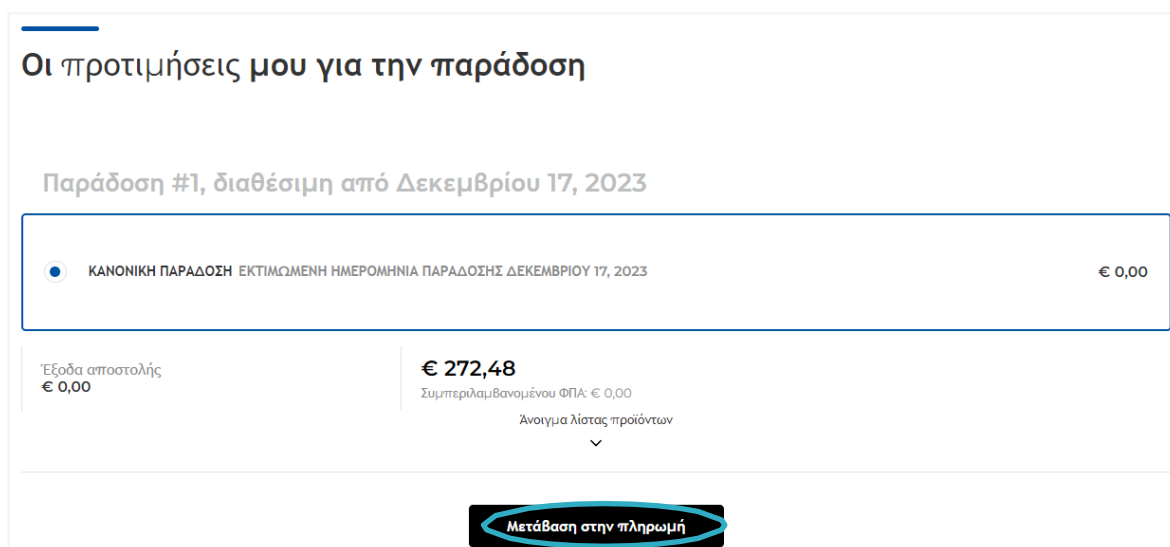 Οι προτιμήσεις μου για την παράδοση
Παράδοση #1, διαθέσιμη από Δεκεμβρίου 17, 2023
ΚΑΝΟΝΙΚΗ ΠΑΡΑΔΟΣΗ ΕΚΤΙΜΩΜΕΝΗ ΗΜΕΡΟΜΗΝΙΑ ΠΑΡΑΔΟΣΗΣ ΔΕΚΕΜΒΡΙΟΥ 17, 2023 € 0,00
Έξοδα αποστολής
€ 0,00
€ 272,48
Συμπεριλαμβανομένου ΦΠΑ: € 0,00
Άνοιγμα λίστας προϊόντων
Μετάβαση στην πληρωμή